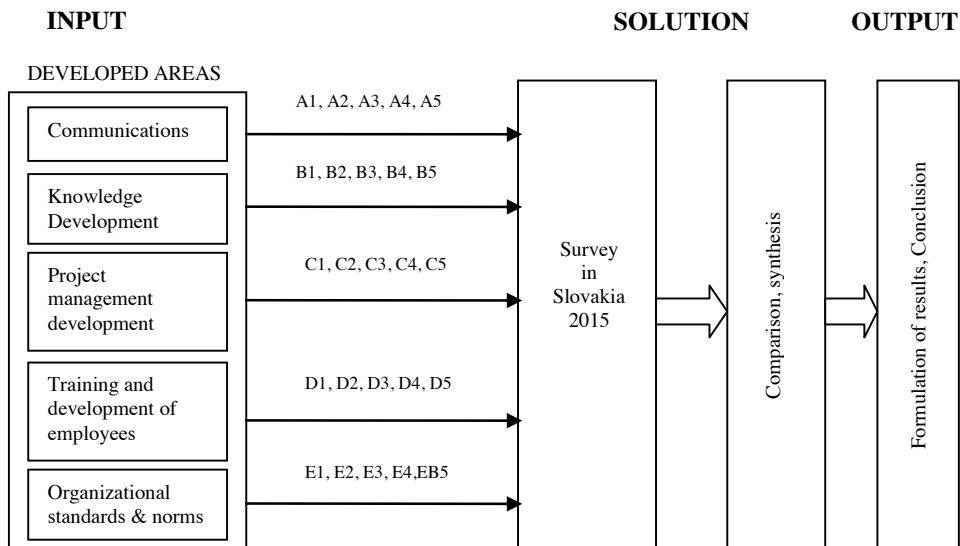 INPUT
SOLUTION
OUTPUT
DEVELOPED AREAS
Communications
A1, A2, A3, A4, A5
Knowledge
Development
B1, B2, B3, B4, B5
Project
management
development
C1, C2, C3, C4, C5
Training and
development of
employees
D1, D2, D3, D4, D5
Organizational
standards & norms
E1, E2, E3, E4,EB5
Survey
in
Slovakia
2015
Comparison, synthesis
Formulation of results, Conclusion